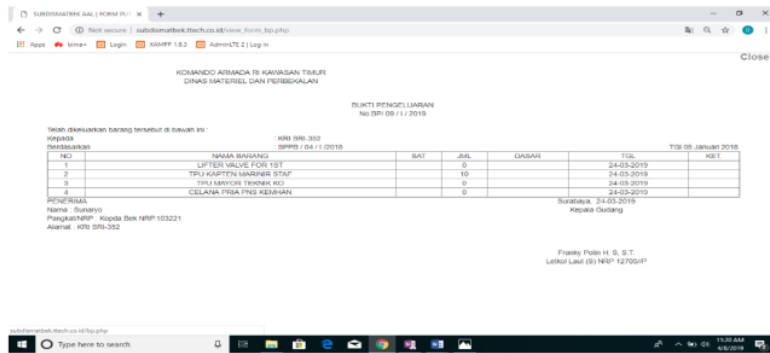 SUBDISMATBEK AAL | FORM PU
Not secure | subdismatbek.ttech.co.id/view_form_bp.php
Apps bima+ Login XAMPP 1.8.3 AdminLTE 2 | Log in
Close
KOMANDO ARMADA RI KAWASAN TIMUR
DINAS MATERIEL DAN PERBEKALAN
BUKTI PENGELUARAN
No.BP/ 09 / I / 2019
Telah dikeluarkan barang tersebut di bawah ini :
Kepada : KRI SRI-352
Berdasarkan : SPPB / 04 / I /2018 TGl 05 Januari 2018
NO NAMA BARANG SAT JML DASAR TGL KET
1 LIFTER VALVE FOR 1ST 0 24-03-2019
2 TPU KAPTEN MARINIR STAF 10 24-03-2019
3 TPU MAYOR TEKNIK KO 0 24-03-2019
4 CELANA PRIA PNS KEMHAN 0 24-03-2019
PENERIMA Surabaya, 24-03-2019
Nama : Sunaryo Kepala Gudang
Pangkat/NRP : Kopda Bek NRP 103221
Alamat : KRI SRI-352
Franky Polin H. S, S.T.
Letkol Laut (S) NRP 12705/P
subdismatbek.ttech.co.id/bp.php
Type here to search
11:20 AM
4/8/2019